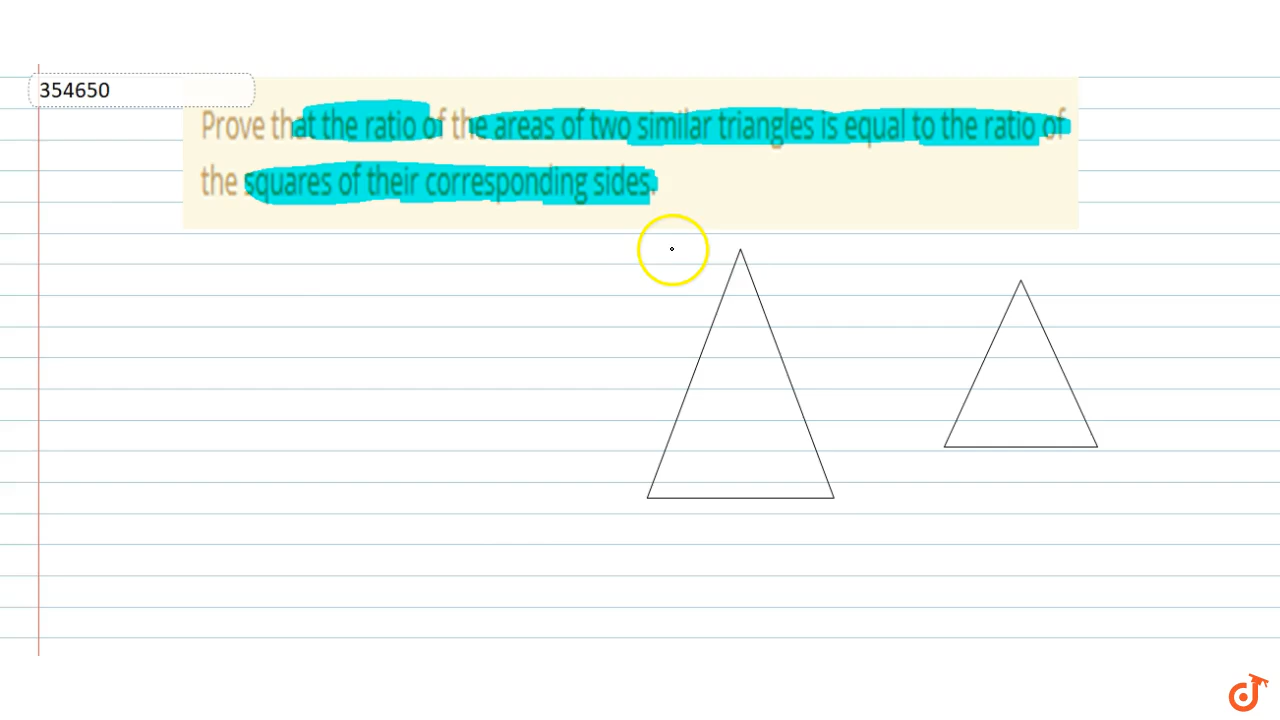 354650
Prove that the ratio of the areas of two similar triangles is equal to the ratio of
the squares of their corresponding sides.